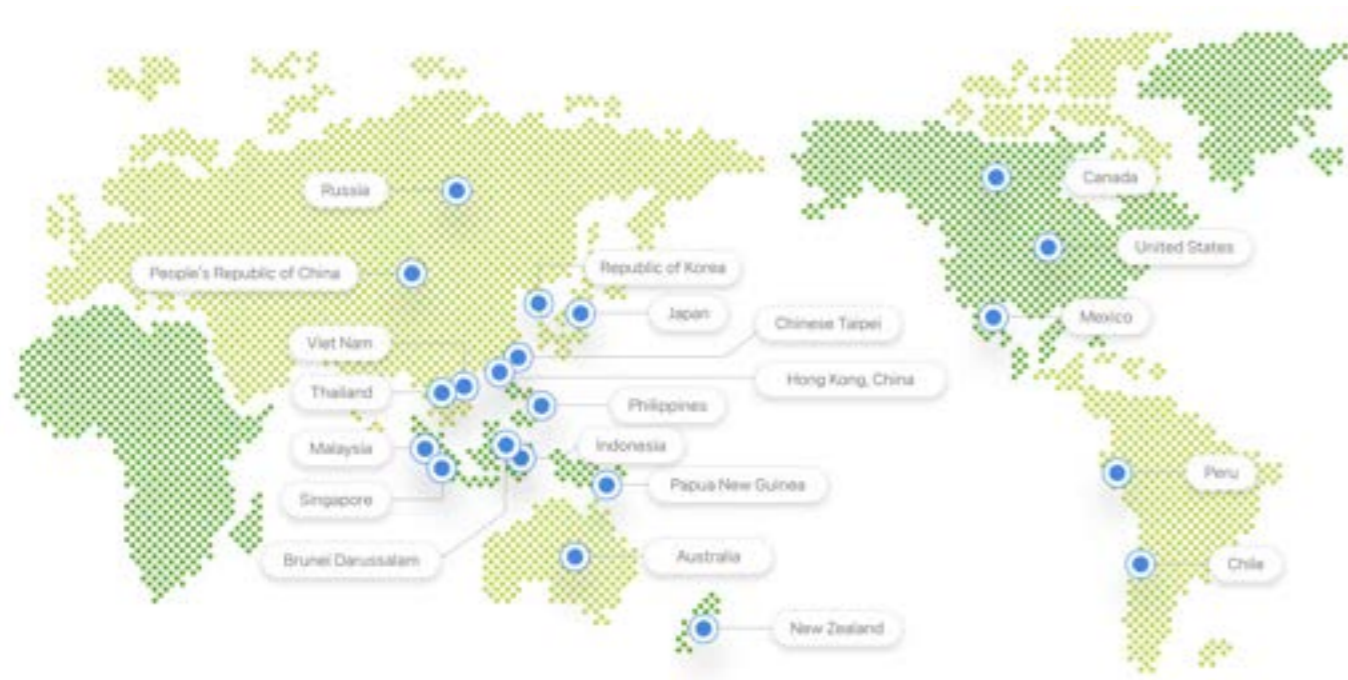 Russia
Canada
United States
People's Republic of China
Republic of Korea
Japan
Mexico
Chinese Taipei
Viet Nam
Hong Kong, China
Thailand
Philippines
Malaysia
Indonesia
Peru
Papua New Guinea
Singapore
Brunei Darussalam
Australia
Chile
New Zealand